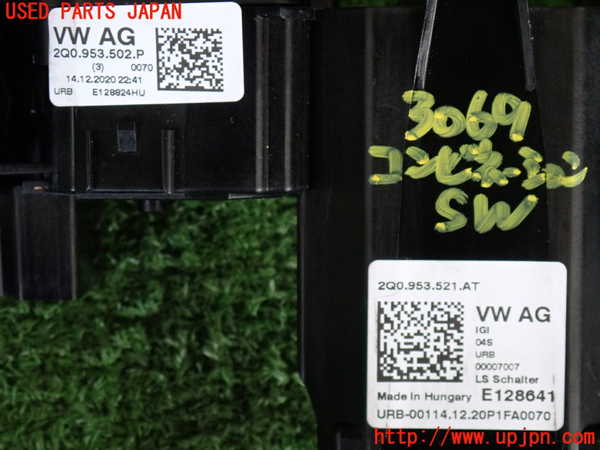 USED PARTS JAPAN
VW AG
2Q0.953.502.P
(3) 0070
14.12.2020 22:41
URB E128824HU
3069
コンビネーション
SW
2Q0.953.521.AT
VW AG
IGI
04S
URB
00007007
LS Schalter
Made in Hungary E128641
URB-00114.12.20P1FA0070
http://www.upjpn.com/